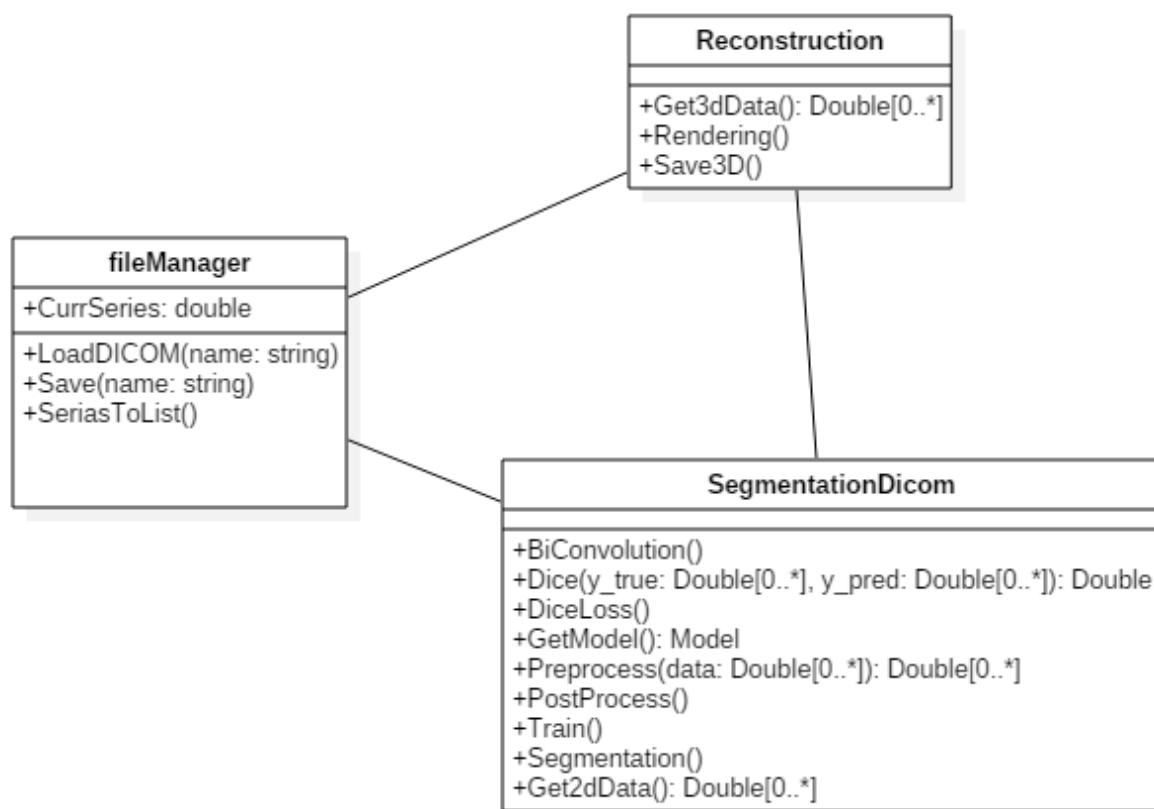 Reconstruction
+Get3dData(): Double[0..*]
+Rendering()
+Save3D()
fileManager
+CurrSeries: double
+LoadDICOM(name: string)
+Save(name: string)
+SeriasToList()
SegmentationDicom
+BiConvolution()
+Dice(y_true: Double[0..*], y_pred: Double[0..*]): Double
+DiceLoss()
+GetModel(): Model
+Preprocess(data: Double[0..*]): Double[0..*]
+PostProcess()
+Train()
+Segmentation()
+Get2dData(): Double[0..*]